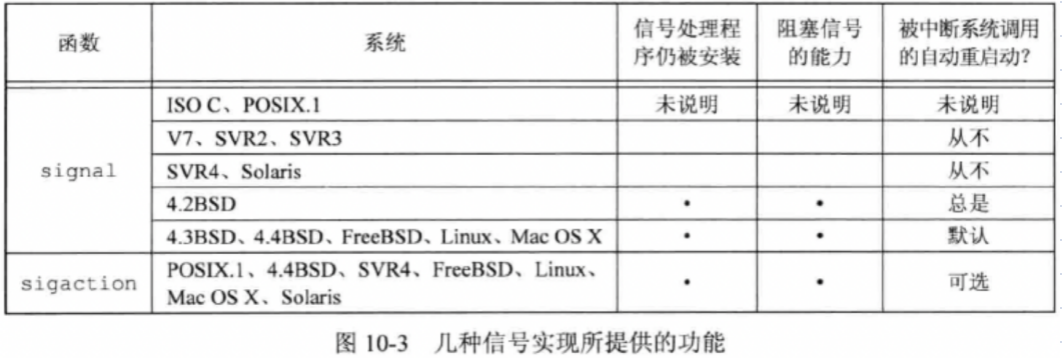 函数 系统 信号处理程 阻塞信号 被中断系统调用
序仍被安装 的能力 的自动重启动?
signal ISO C、POSIX.1 未说明 未说明 未说明
V7、SVR2、SVR3 从不
SVR4、Solaris 从不
4.2BSD • • 总是
4.3BSD、4.4BSD、FreeBSD、Linux、Mac OS X • • 默认
sigaction POSIX.1、4.4BSD、SVR4、FreeBSD、Linux、 • • 可选
Mac OS X、Solaris
图 10-3 几种信号实现所提供的功能